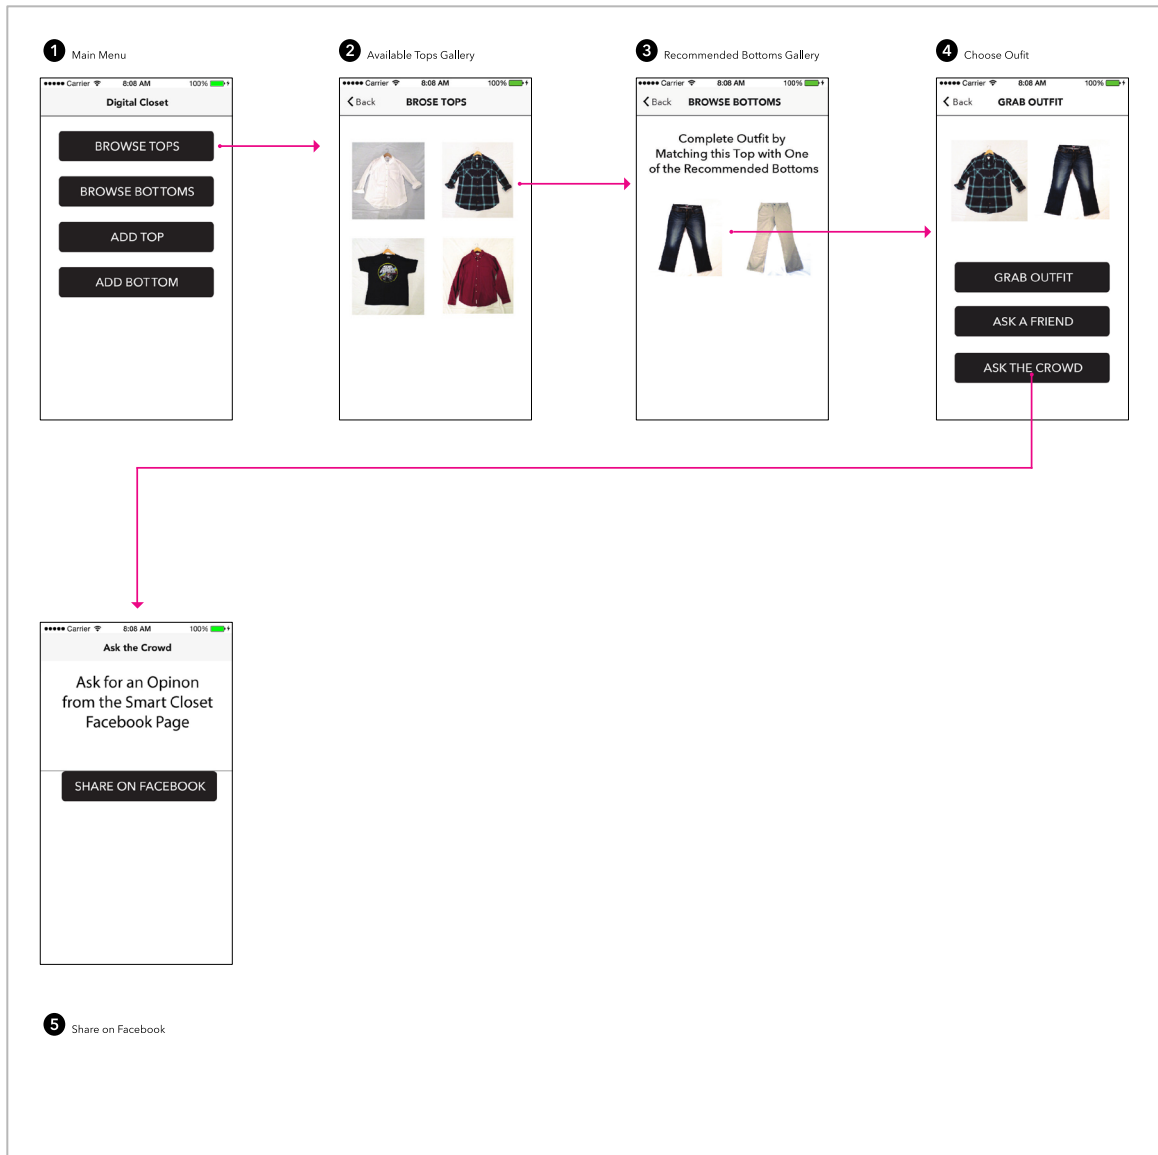 1 Main Menu
●●●●● Carrier 8:08 AM 100%
Digital Closet
BROWSE TOPS
BROWSE BOTTOMS
ADD TOP
ADD BOTTOM
2 Available Tops Gallery
●●●●● Carrier 8:08 AM 100%
Back BROSE TOPS
3 Recommended Bottoms Gallery
●●●●● Carrier 8:08 AM 100%
Back BROWSE BOTTOMS
Complete Outfit by
Matching this Top with One
of the Recommended Bottoms
4 Choose Oufit
●●●●● Carrier 8:08 AM 100%
Back GRAB OUTFIT
GRAB OUTFIT
ASK A FRIEND
ASK THE CROWD
●●●●● Carrier 8:08 AM 100%
Ask the Crowd
Ask for an Opinon
from the Smart Closet
Facebook Page
SHARE ON FACEBOOK
5 Share on Facebook